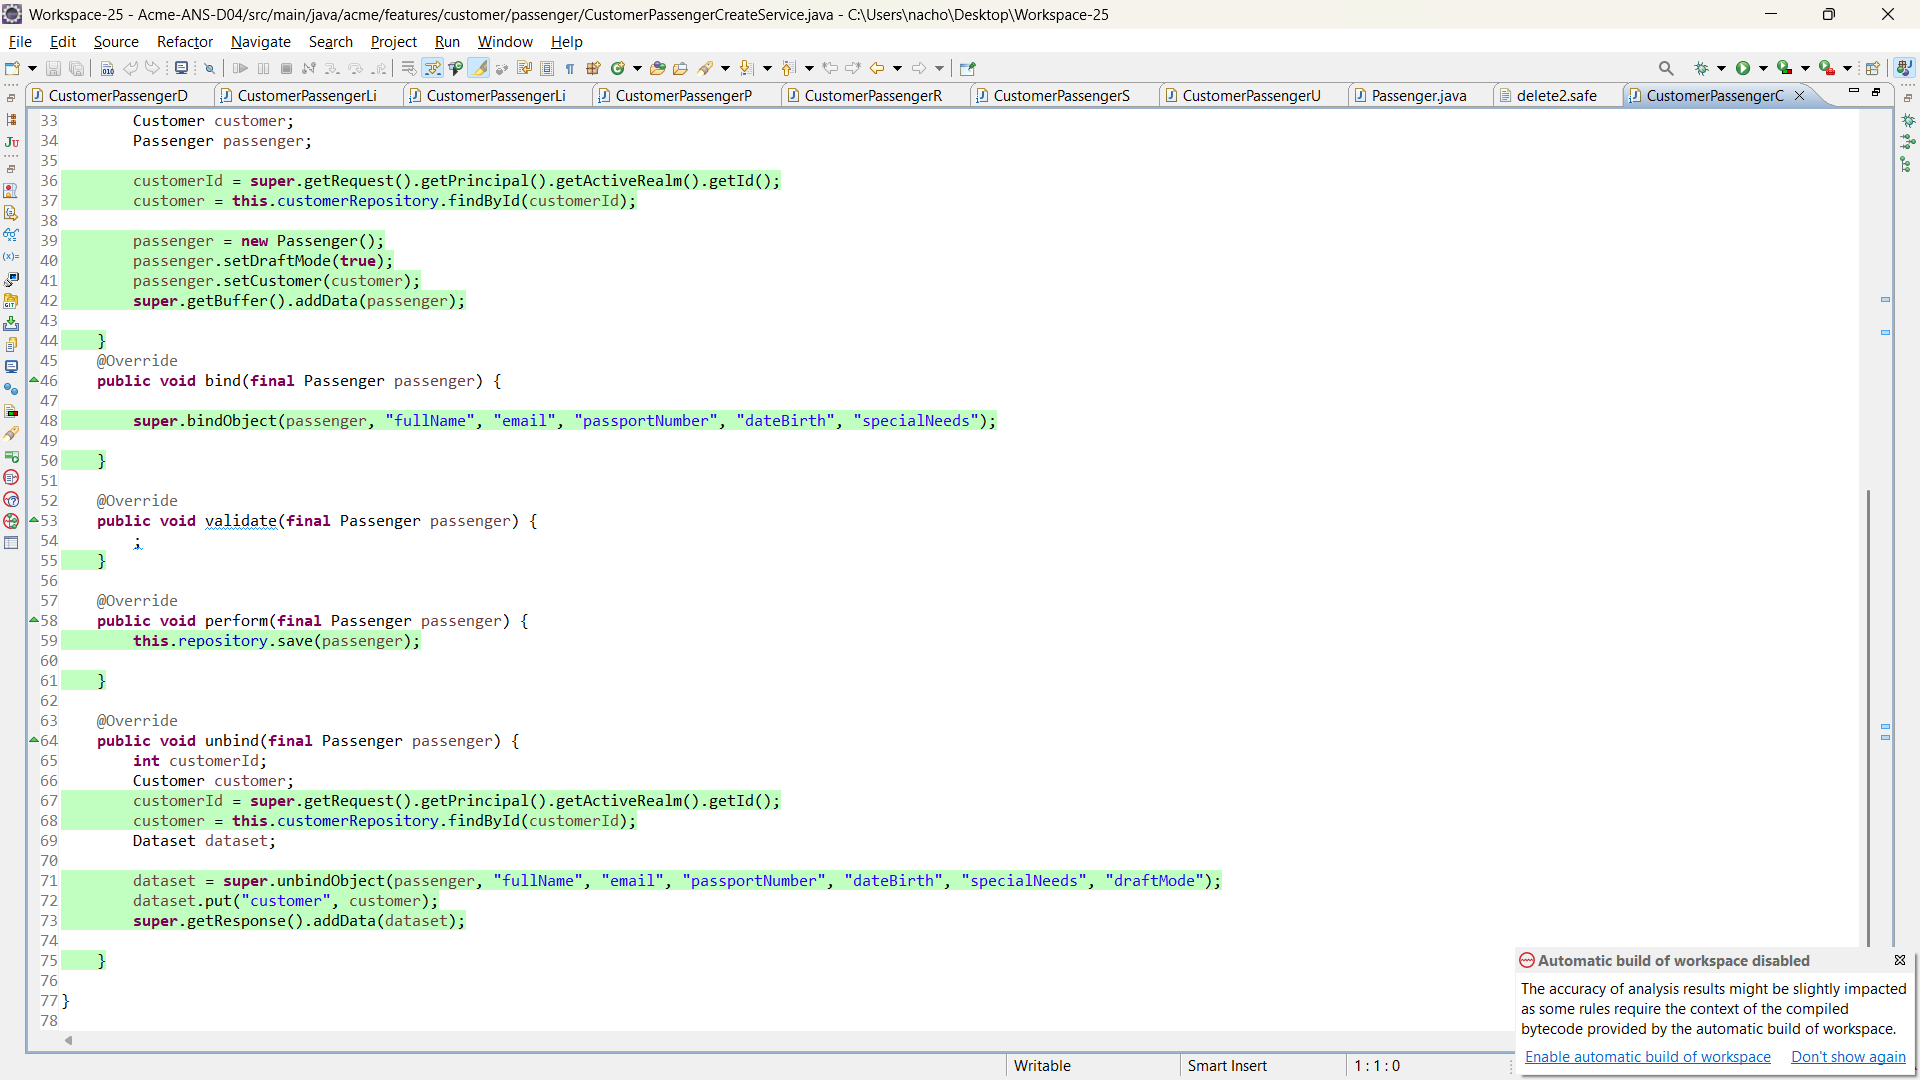 Workspace-25 - Acme-ANS-D04/src/main/java/acme/features/customer/passenger/CustomerPassengerCreateService.java - C:\Users\nacho\Desktop\Workspace-25
File Edit Source Refactor Navigate Search Project Run Window Help
CustomerPassengerD CustomerPassengerLi CustomerPassengerLi CustomerPassengerP CustomerPassengerR CustomerPassengerS CustomerPassengerU Passenger.java delete2.safe CustomerPassengerC
33 Customer customer;
34 Passenger passenger;
35
36 customerId = super.getRequest().getPrincipal().getActiveRealm().getId();
37 customer = this.customerRepository.findById(customerId);
38
39 passenger = new Passenger();
40 passenger.setDraftMode(true);
41 passenger.setCustomer(customer);
42 super.getBuffer().addData(passenger);
43
44 }
45 @Override
46 public void bind(final Passenger passenger) {
47
48 super.bindObject(passenger, "fullName", "email", "passportNumber", "dateBirth", "specialNeeds");
49
50 }
51
52 @Override
53 public void validate(final Passenger passenger) {
54 ;
55 }
56
57 @Override
58 public void perform(final Passenger passenger) {
59 this.repository.save(passenger);
60
61 }
62
63 @Override
64 public void unbind(final Passenger passenger) {
65 int customerId;
66 Customer customer;
67 customerId = super.getRequest().getPrincipal().getActiveRealm().getId();
68 customer = this.customerRepository.findById(customerId);
69 Dataset dataset;
70
71 dataset = super.unbindObject(passenger, "fullName", "email", "passportNumber", "dateBirth", "specialNeeds", "draftMode");
72 dataset.put("customer", customer);
73 super.getResponse().addData(dataset);
74
75 }
76
77 }
78
Automatic build of workspace disabled
The accuracy of analysis results might be slightly impacted
as some rules require the context of the compiled
bytecode provided by the automatic build of workspace.
Enable automatic build of workspace Don't show again
Writable Smart Insert 1 : 1 : 0